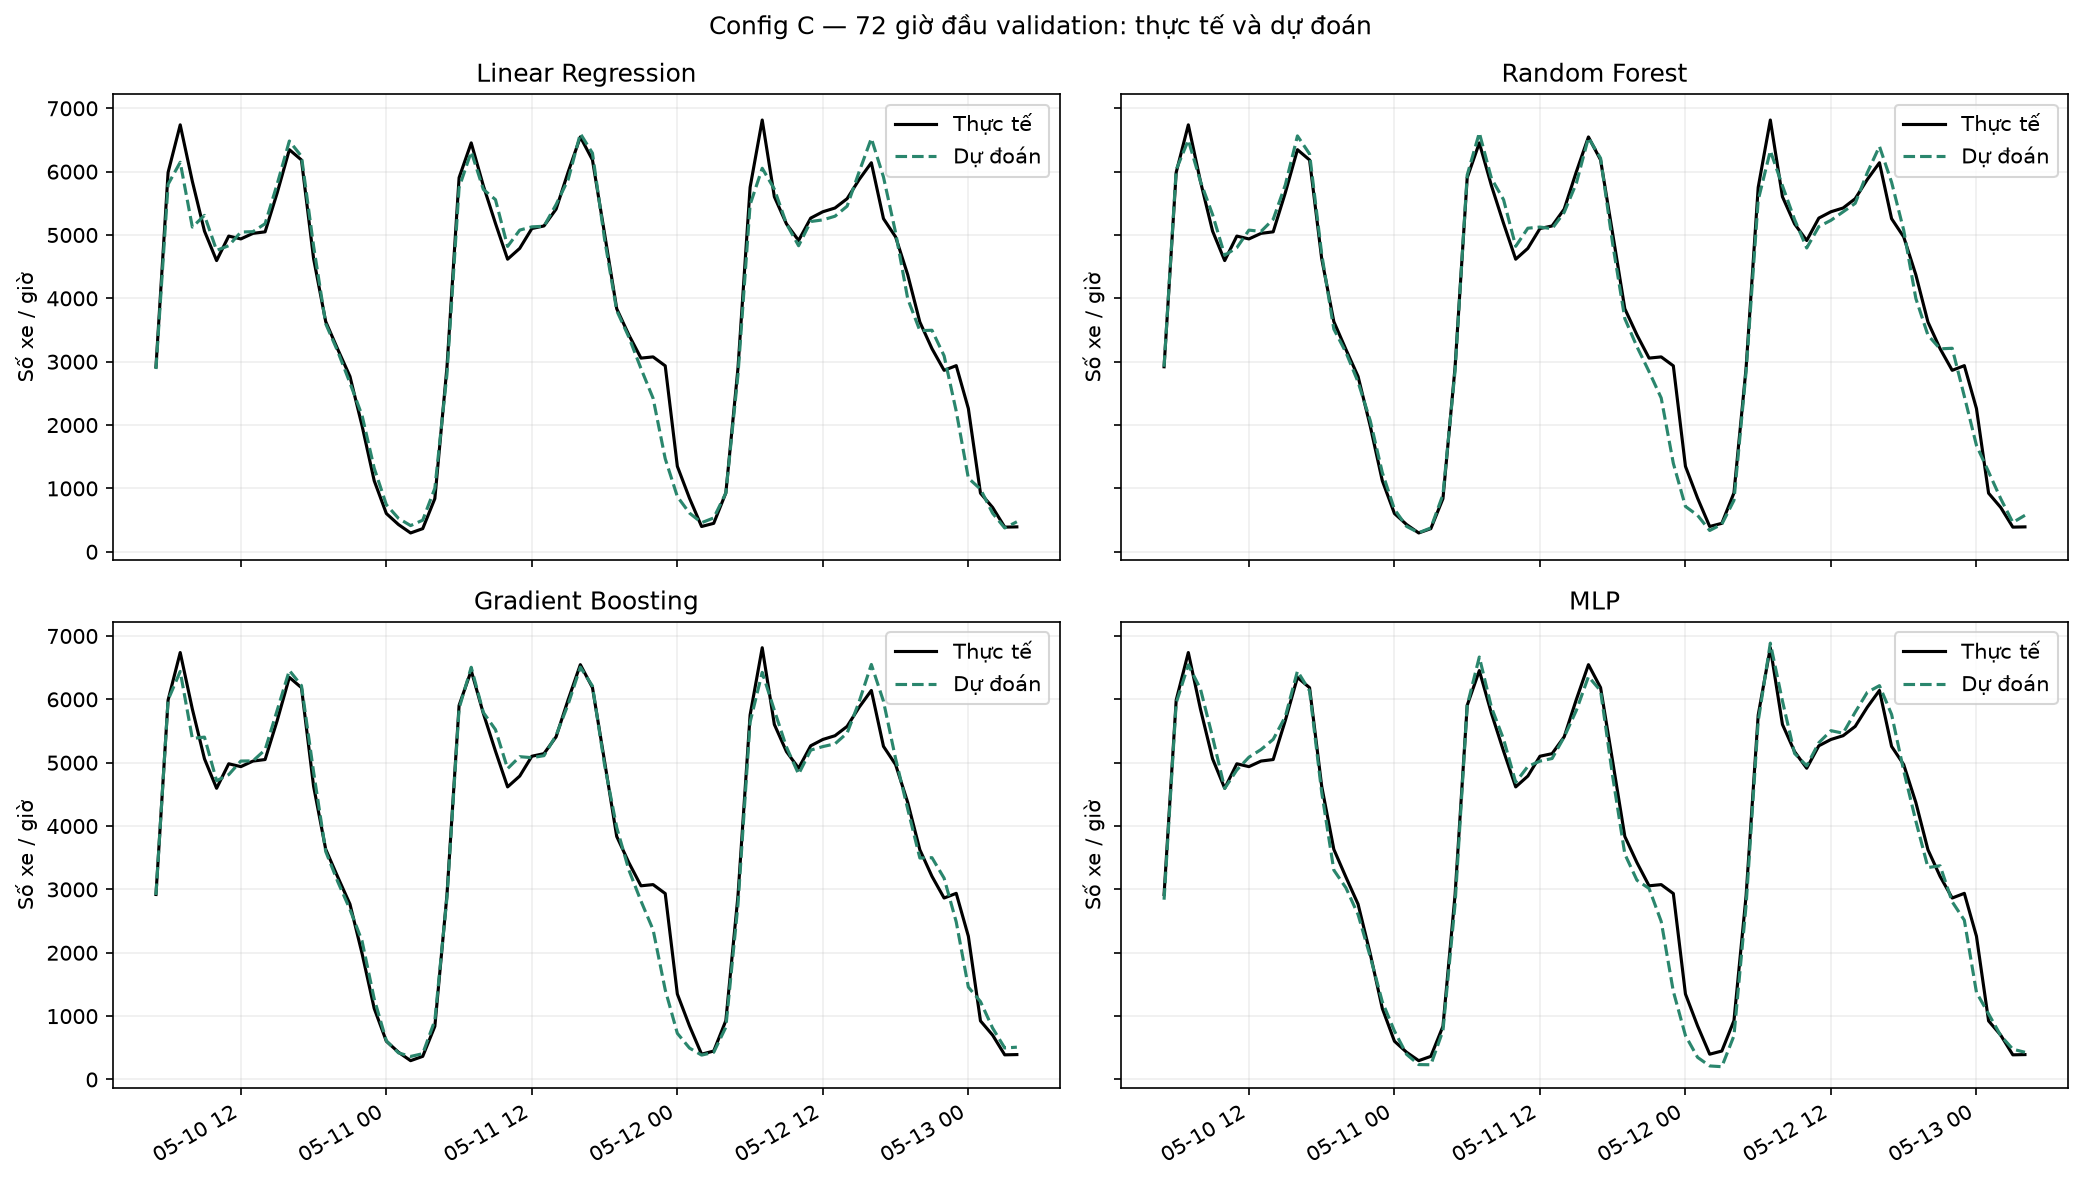 Config C — 72 giờ đầu validation: thực tế và dự đoán
Linear Regression
Số xe / giờ
7000
6000
5000
4000
3000
2000
1000
0
Thực tế
Dự đoán
Random Forest
Số xe / giờ
Thực tế
Dự đoán
Gradient Boosting
Số xe / giờ
7000
6000
5000
4000
3000
2000
1000
0
Thực tế
Dự đoán
05-10 12
05-11 00
05-11 12
05-12 00
05-12 12
05-13 00
MLP
Số xe / giờ
Thực tế
Dự đoán
05-10 12
05-11 00
05-11 12
05-12 00
05-12 12
05-13 00